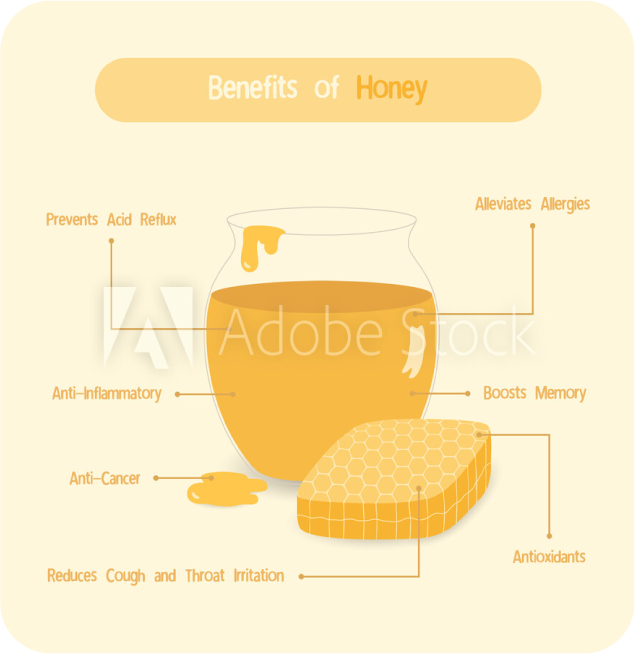 Benefits of Honey
Alleviates Allergies
Prevents Acid Reflux
Adobe Stock
Anti-Inflammatory
Boosts Memory
Anti-Cancer
Antioxidants
Reduces Cough and Throat Irritation